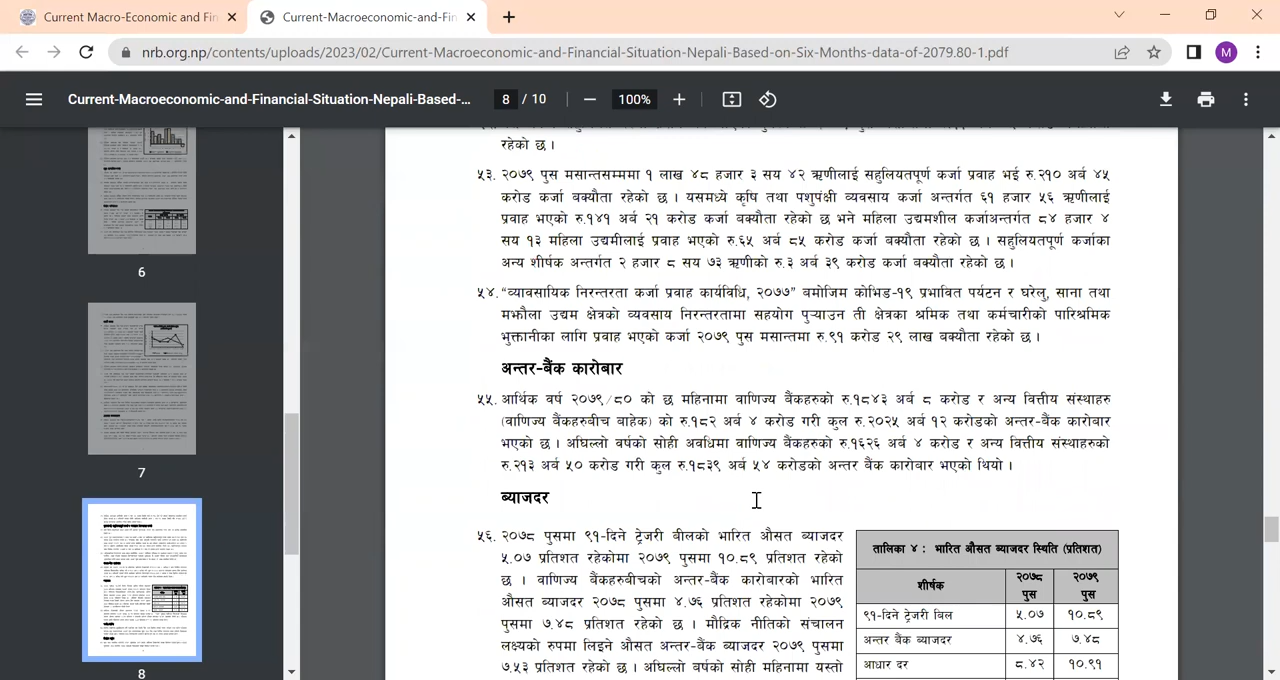 Current Macro-Economic and Fin
Current-Macroeconomic-and-Fin
nrb.org.np/contents/uploads/2023/02/Current-Macroeconomic-and-Financial-Situation-Nepali-Based-on-Six-Months-data-of-2079.80-1.pdf
M
Current-Macroeconomic-and-Financial-Situation-Nepali-Based-...
8 / 10
100%
6
7
8
रहेको छ ।
५३. २०७९ पुस मसान्तसम्ममा १ लाख ४८ हजार ३ सय ४२ ऋणीलाई सहुलियतपूर्ण कर्जा प्रवाह भई रु.२१० अर्ब ४५
करोड कर्जा बक्यौता रहेको छ । यसमध्ये कृषि तथा पशुपंक्षी व्यवसाय कर्जा अन्तर्गत ६१ हजार ५६ ऋणीलाई
प्रवाह भएको रु.१४१ अर्ब २१ करोड कर्जा बक्यौता रहेको छ भने महिला उद्यमशील कर्जाअन्तर्गत ८४ हजार ४
सय १३ महिला उद्यमीलाई प्रवाह भएको रु.६५ अर्ब ८५ करोड कर्जा बक्यौता रहेको छ । सहुलियतपूर्ण कर्जाका
अन्य शीर्षक अन्तर्गत २ हजार ८ सय ७३ ऋणीको रु.३ अर्ब ३९ करोड कर्जा बक्यौता रहेको छ ।
५४. "व्यावसायिक निरन्तरता कर्जा प्रवाह कार्यविधि, २०७७" बमोजिम कोभिड-१९ प्रभावित पर्यटन र घरेलु, साना तथा
मझौला उद्यम क्षेत्रका व्यवसाय निरन्तरतामा सहयोग पुर्‍याउन ती क्षेत्रका श्रमिक तथा कर्मचारीको पारिश्रमिक
भुक्तानीका लागि प्रवाह भएको कर्जा २०७९ पुस मसान्तमा रु.९१ करोड २९ लाख बक्यौता रहेको छ ।
अन्तर-बैंक कारोबार
५५. आर्थिक वर्ष २०७९/८० को छ महिनामा वाणिज्य बैंकहरुको अर्ब ८ करोड र अन्य वित्तीय संस्थाहरु
करोड गरी कुल रु.२०२५ अर्ब १२ करोडको अन्तर-बैंक कारोबार
भएको छ । अघिल्लो वर्षको सोही अवधिमा वाणिज्य बैंकहरुको रु.१६२६ अर्ब ४ करोड र अन्य वित्तीय संस्थाहरुको
रु.२१३ अर्ब ५० करोड गरी कुल रु.१८३९ अर्ब ५४ करोडको अन्तर बैंक कारोबार भएको थियो ।
ब्याजदर
५६. २०७८ पुसमा ९१-दिने ट्रेजरी बीलको भारित औसत
५.०७ प्रतिशत रहेकोमा २०७९ पुसमा १०.८९ प्रतिशत रहेको
छ । वाणिज्य बैंकहरुबीचको अन्तर-बैंक कारोबारको भारित
औसत ब्याजदर २०७८ पुसमा ४.७६ प्रतिशत रहेकोमा २०७९
पुसमा ७.४८ प्रतिशत रहेको छ । मौद्रिक नीतिको संचालन
लक्ष्यको रुपमा रहेको औसत अन्तर-बैंक ब्याजदर २०७९ पुसमा
७.५३ प्रतिशत रहेको छ । अघिल्लो वर्षको सोही महिनामा यस्तो
तालिका ४ : भारित औसत ब्याजदर स्थिति (प्रतिशत)
शीर्षक २०७८ पुस २०७९ पुस
९१-दिने ट्रेजरी बिल ५.०७ १०.८९
अन्तर बैंक ब्याजदर ४.७६ ७.४८
आधार दर ८.४२ १०.९१